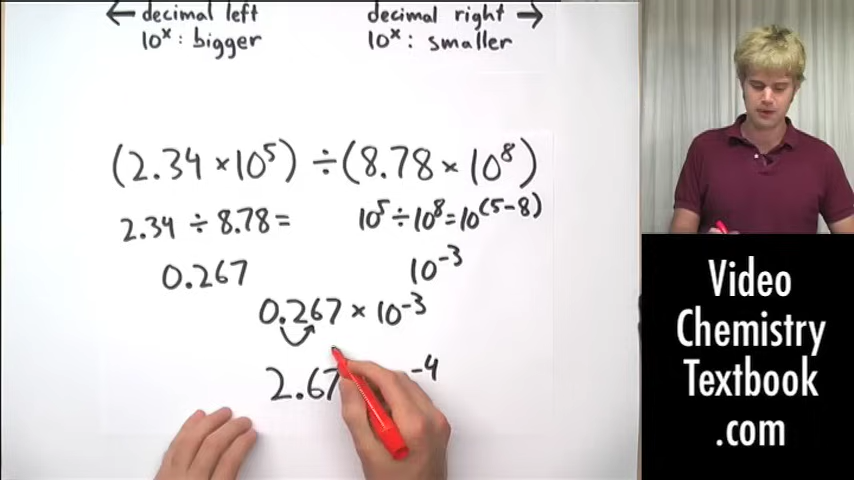 ← decimal left
decimal right →
10ˣ: bigger
10ˣ: smaller
(2.34 × 10⁵) ÷ (8.78 × 10⁸)
2.34 ÷ 8.78 =
10⁵ ÷ 10⁸ = 10⁽⁵⁻⁸⁾
0.267
10⁻³
0.267 × 10⁻³
2.67 ⁻⁴
Video
Chemistry
Textbook
.com